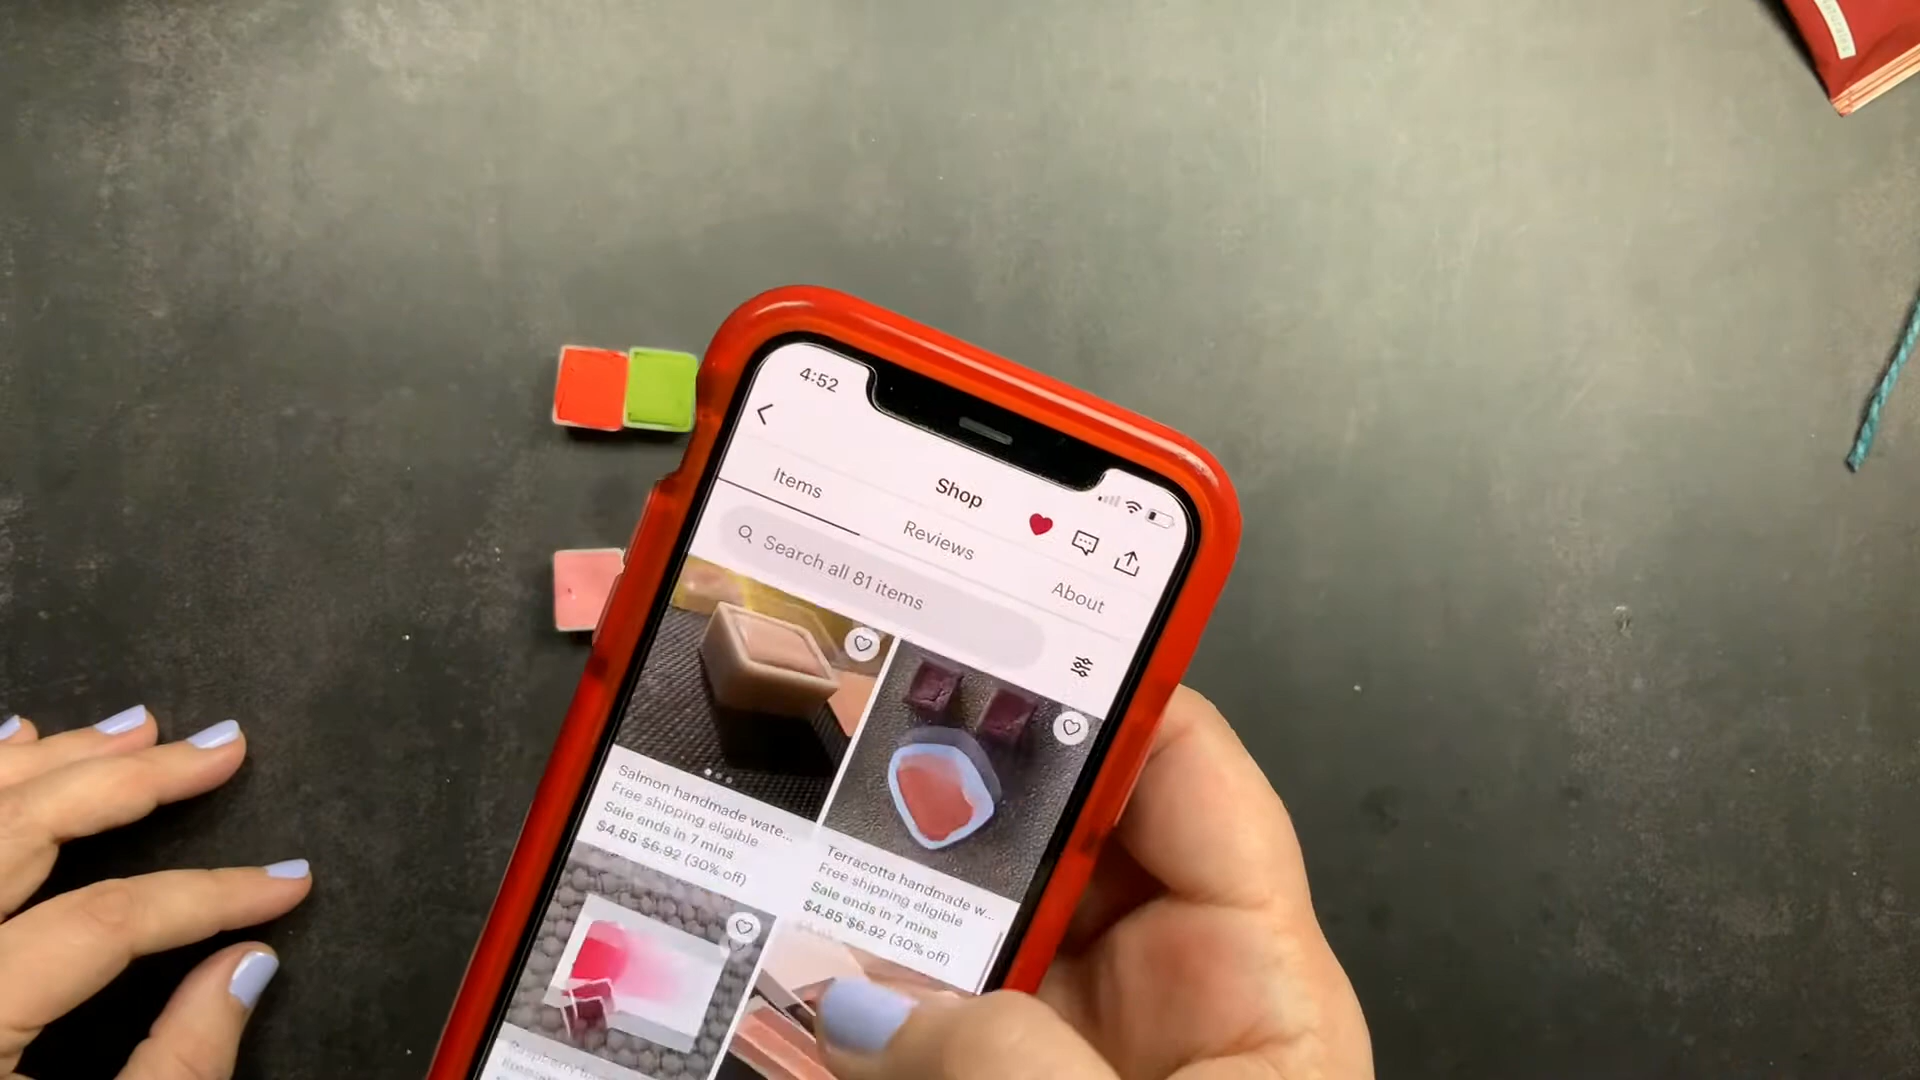 4:52
Shop
Items
Reviews
About
Search all 81 items
Salmon handmade wate...
Free shipping eligible
Sale ends in 7 mins
$4.85 $6.92 (30% off)
Terracotta handmade w...
Free shipping eligible
Sale ends in 7 mins
$4.85 $6.92 (30% off)